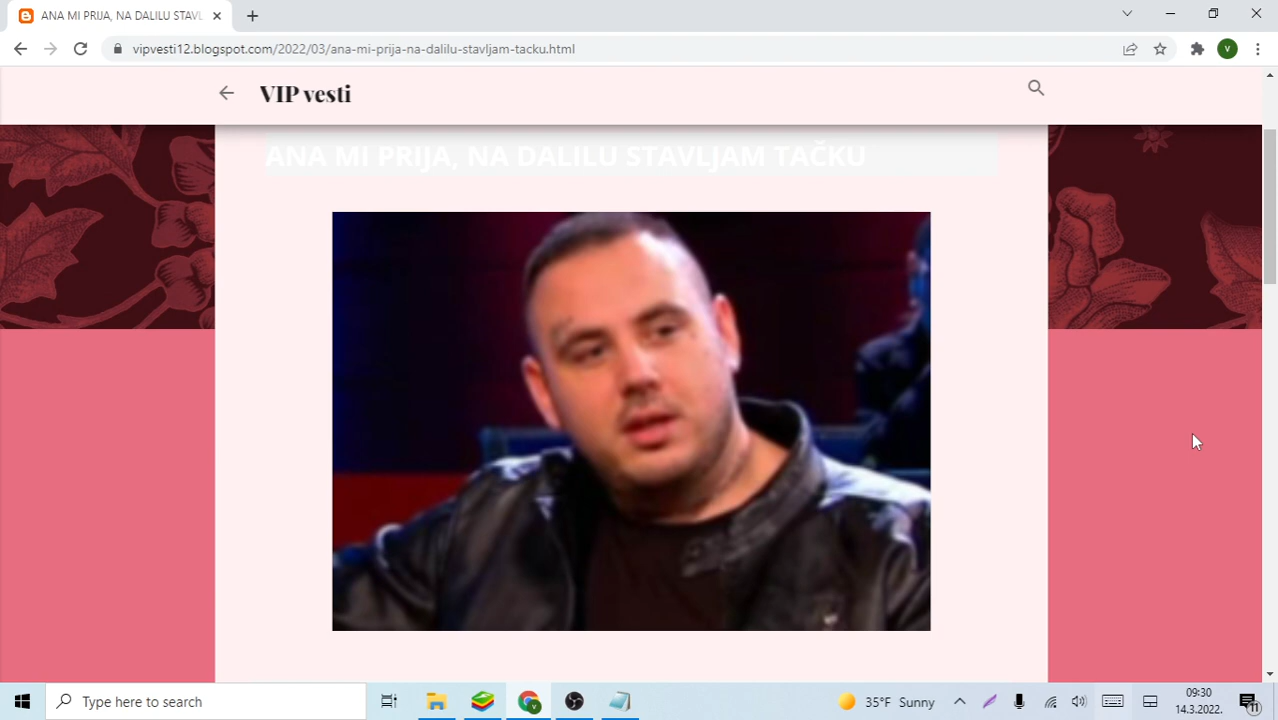 ANA MI PRIJA, NA DALILU STAVL
vipvesti12.blogspot.com/2022/03/ana-mi-prija-na-dalilu-stavljam-tacku.html
V
VIP vesti
ANA MI PRIJA, NA DALILU STAVLJAM TAČKU
Type here to search
35°F Sunny
09:30
14.3.2022.
11